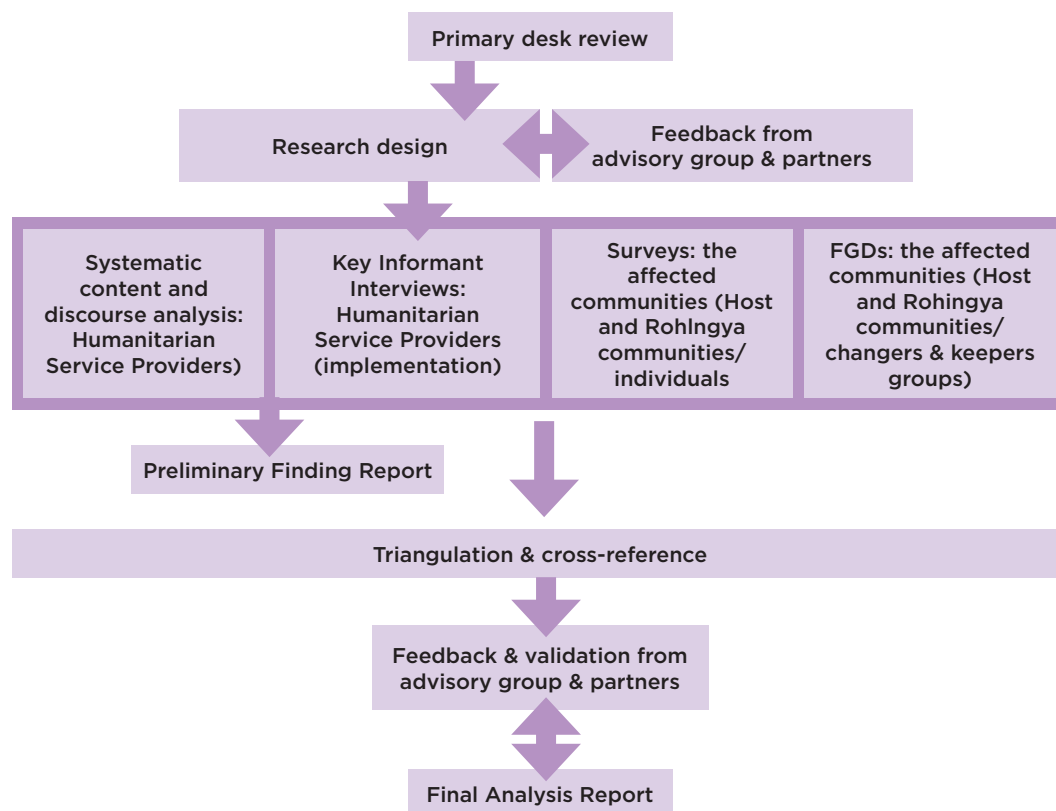 Primary desk review
Research design
Feedback from
advisory group & partners
Systematic
content and
discourse analysis:
Humanitarian
Service Providers)
Key Informant
Interviews:
Humanitarian
Service Providers
(implementation)
Surveys: the
affected
communities (Host
and RohIngya
communities/
individuals
FGDs: the affected
communities (Host
and Rohingya
communities/
changers & keepers
groups)
Preliminary Finding Report
Triangulation & cross-reference
Feedback & validation from
advisory group & partners
Final Analysis Report